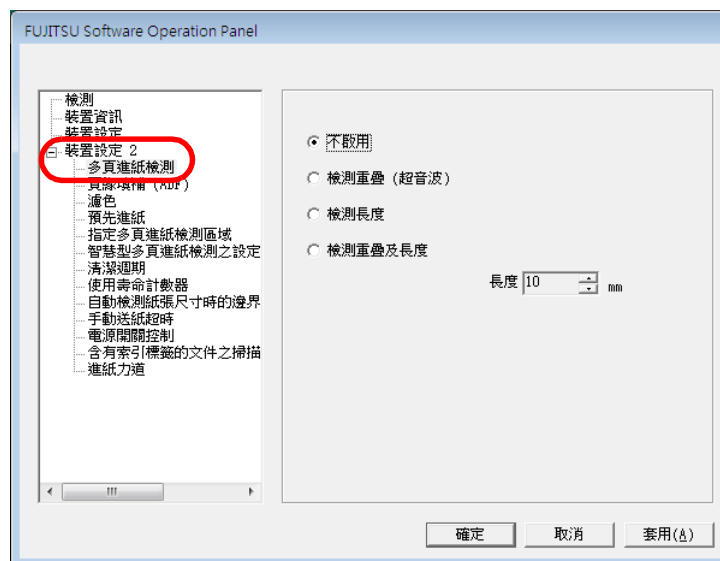 FUJITSU Software Operation Panel
檢測
裝置資訊
裝置設定
裝置設定 2
多頁進紙檢測
頁緣填補 (ADF)
濾色
預先進紙
指定多頁進紙檢測區域
智慧型多頁進紙檢測之設定
清潔週期
使用壽命計數器
自動檢測紙張尺寸時的邊界
手動送紙超時
電源開關控制
含有索引標籤的文件之掃描
進紙力道
不啟用
檢測重疊 (超音波)
檢測長度
檢測重疊及長度
長度 10 mm
確定 取消 套用(A)